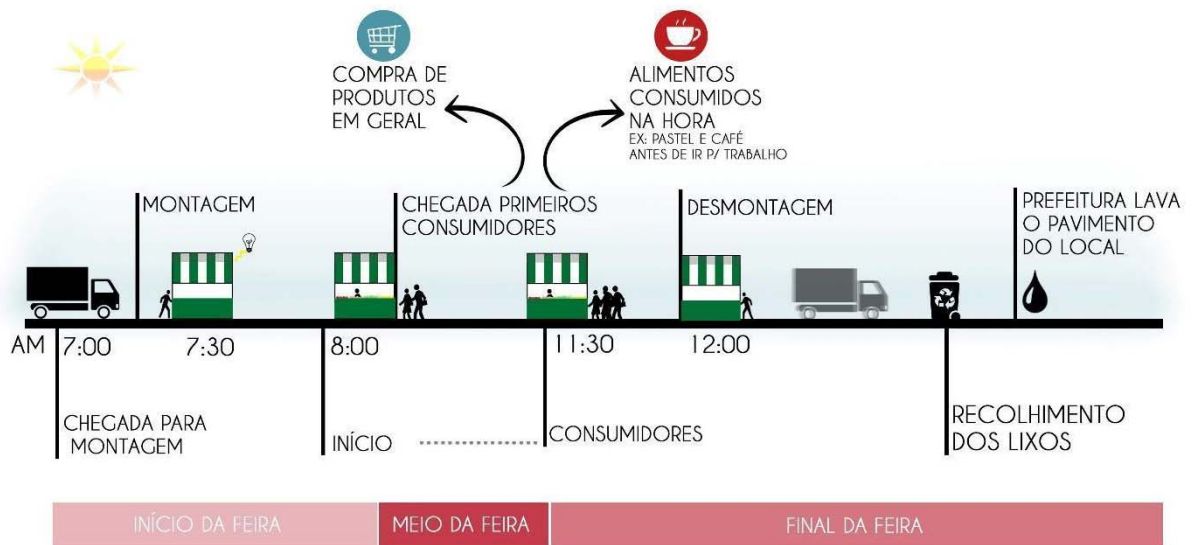 COMPRA DE
PRODUTOS
EM GERAL
ALIMENTOS
CONSUMIDOS
NA HORA
EX: PASTEL E CAFÉ
ANTES DE IR P/ TRABALHO
MONTAGEM
CHEGADA PRIMEIROS
CONSUMIDORES
DESMONTAGEM
PREFEITURA LAVA
O PAVIMENTO
DO LOCAL
AM 7:00 7:30 8:00 11:30 12:00
CHEGADA PARA
MONTAGEM
INÍCIO
CONSUMIDORES
RECOLHIMENTO
DOS LIXOS
INÍCIO DA FEIRA
MEIO DA FEIRA
FINAL DA FEIRA